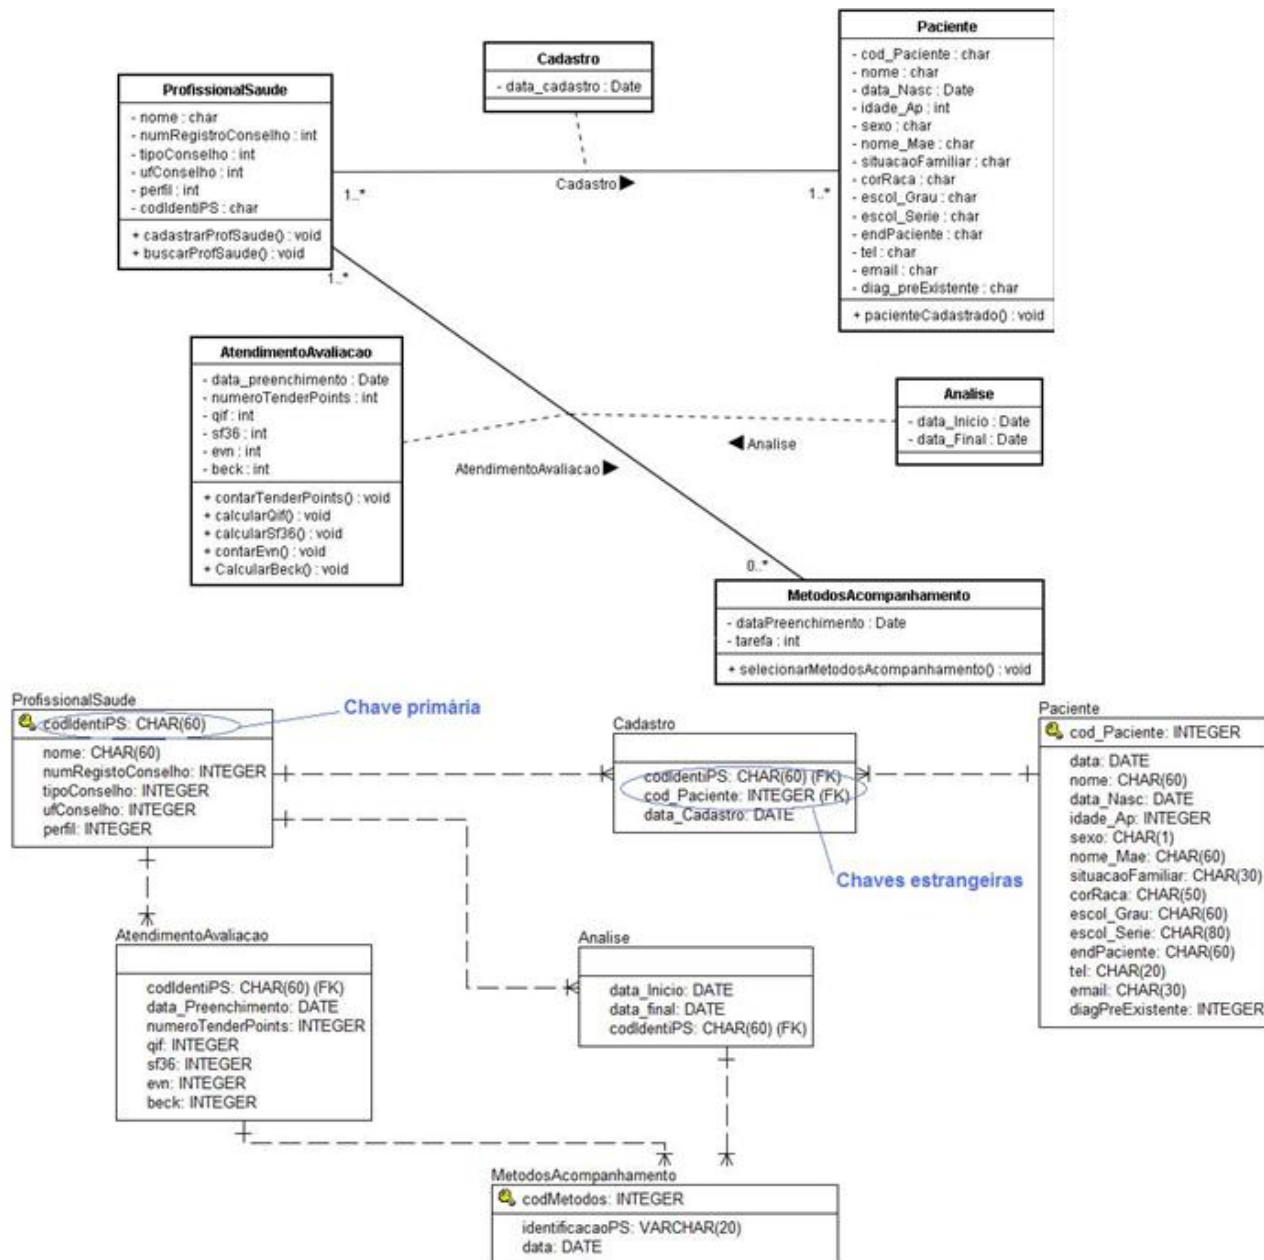 Cadastro
- data_cadastro : Date
Paciente
- cod_Paciente : char
- nome : char
- data_Nasc : Date
- idade_Ap : int
- sexo : char
- nome_Mae : char
- situacaoFamiliar : char
- corRaca : char
- escol_Grau : char
- escol_Serie : char
- endPaciente : char
- tel : char
- email : char
- diag_preExistente : char
+ pacienteCadastrado() : void
ProfissionalSaude
- nome : char
- numRegistroConselho : int
- tipoConselho : int
- ufConselho : int
- perfil : int
- codIdentiPS : char
+ cadastrarProfSaude() : void
+ buscarProfSaude() : void
1..*
Cadastro ▶
1..*
1..*
AtendimentoAvaliacao
- data_preenchimento : Date
- numeroTenderPoints : int
- qif : int
- sf36 : int
- evn : int
- beck : int
+ contarTenderPoints() : void
+ calcularQif() : void
+ calcularSf36() : void
+ contarEvn() : void
+ CalcularBeck() : void
Analise
- data_Inicio : Date
- data_Final : Date
◀ Analise
AtendimentoAvaliacao ▶
0..*
MetodosAcompanhamento
- dataPreenchimento : Date
- tarefa : int
+ selecionarMetodosAcompanhamento() : void
ProfissionalSaude
codIdentiPS: CHAR(60)
nome: CHAR(60)
numRegistoConselho: INTEGER
tipoConselho: INTEGER
ufConselho: INTEGER
perfil: INTEGER
Chave primária
Cadastro
codIdentiPS: CHAR(60) (FK)
cod_Paciente: INTEGER (FK)
data_Cadastro: DATE
Chaves estrangeiras
Paciente
cod_Paciente: INTEGER
data: DATE
nome: CHAR(60)
data_Nasc: DATE
idade_Ap: INTEGER
sexo: CHAR(1)
nome_Mae: CHAR(60)
situacaoFamiliar: CHAR(30)
corRaca: CHAR(50)
escol_Grau: CHAR(60)
escol_Serie: CHAR(80)
endPaciente: CHAR(60)
tel: CHAR(20)
email: CHAR(30)
diagPreExistente: INTEGER
AtendimentoAvaliacao
codIdentiPS: CHAR(60) (FK)
data_Preenchimento: DATE
numeroTenderPoints: INTEGER
qif: INTEGER
sf36: INTEGER
evn: INTEGER
beck: INTEGER
Analise
data_Inicio: DATE
data_final: DATE
codIdentiPS: CHAR(60) (FK)
MetodosAcompanhamento
codMetodos: INTEGER
identificacaoPS: VARCHAR(20)
data: DATE